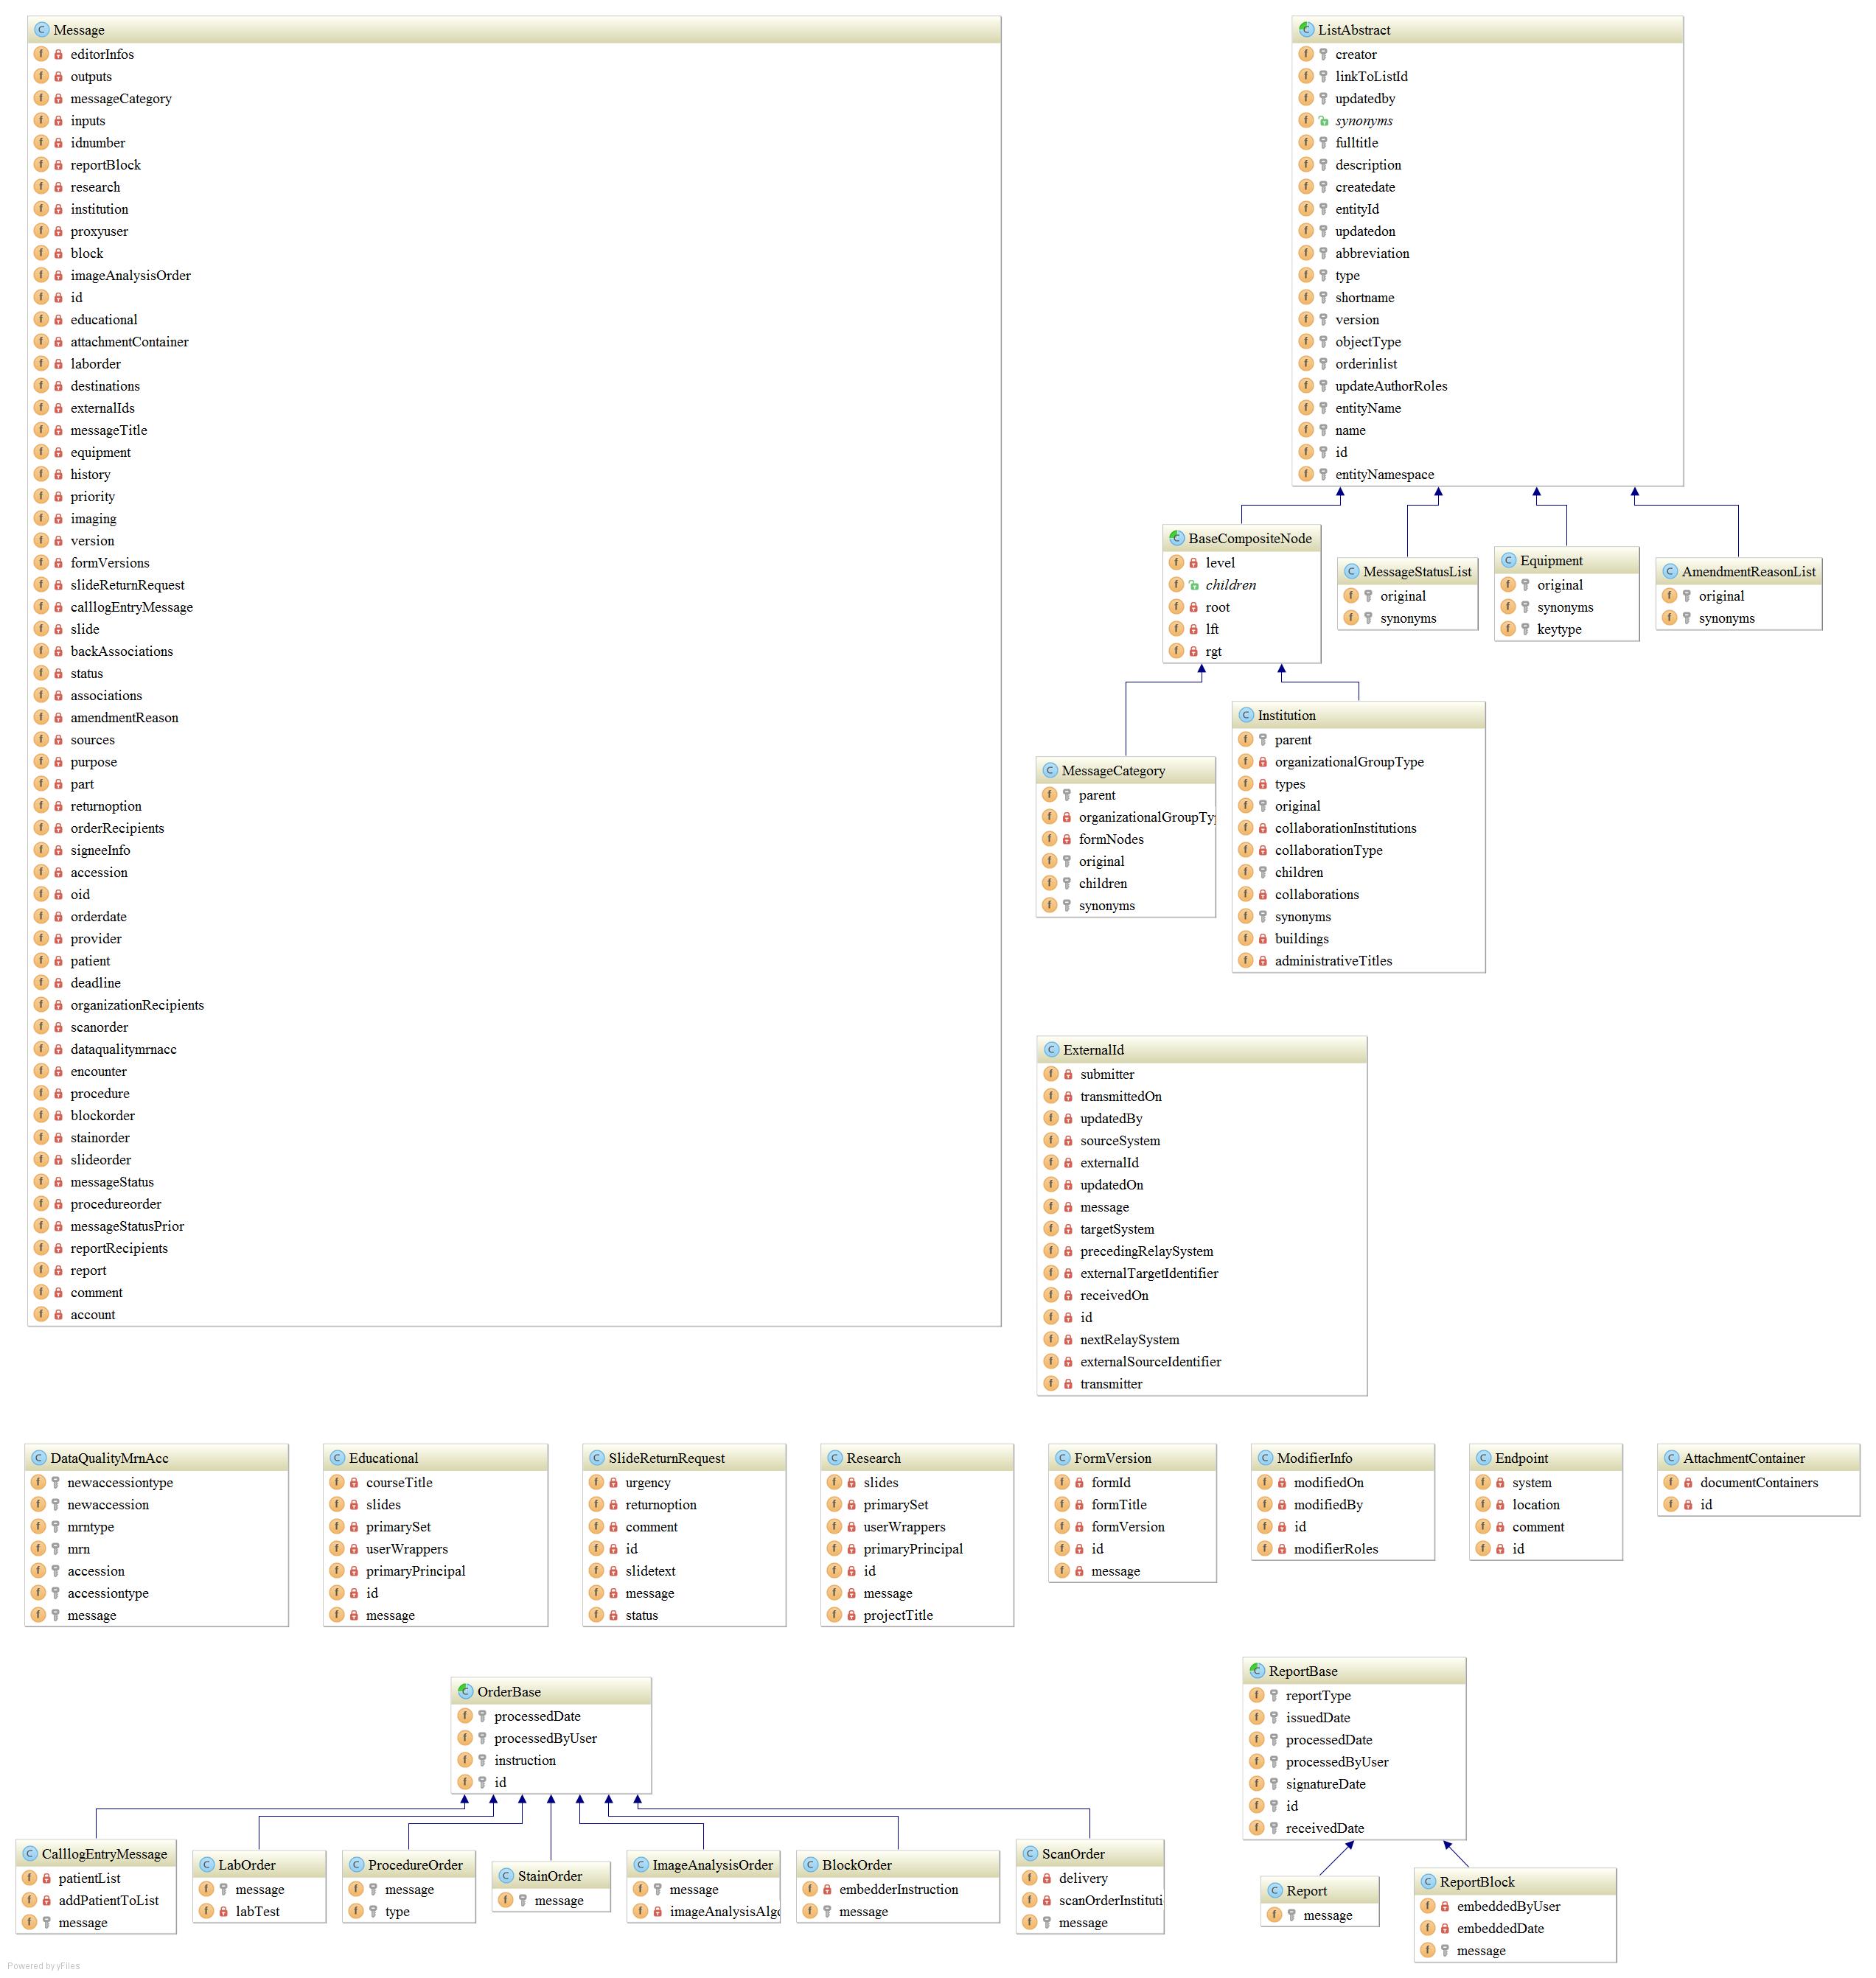 Message
editorInfos
outputs
messageCategory
inputs
idnumber
reportBlock
research
institution
proxyuser
block
imageAnalysisOrder
id
educational
attachmentContainer
laborder
destinations
externalIds
messageTitle
equipment
history
priority
imaging
version
formVersions
slideReturnRequest
calllogEntryMessage
slide
backAssociations
status
associations
amendmentReason
sources
purpose
part
returnoption
orderRecipients
signeeInfo
accession
oid
orderdate
provider
patient
deadline
organizationRecipients
scanorder
dataqualitymrnacc
encounter
procedure
blockorder
stainorder
slideorder
messageStatus
procedureorder
messageStatusPrior
reportRecipients
report
comment
account
ListAbstract
creator
linkToListId
updatedby
synonyms
fulltitle
description
createdate
entityId
updatedon
abbreviation
type
shortname
version
objectType
orderinlist
updateAuthorRoles
entityName
name
id
entityNamespace
BaseCompositeNode
level
children
root
lft
rgt
MessageStatusList
original
synonyms
Equipment
original
synonyms
keytype
AmendmentReasonList
original
synonyms
MessageCategory
parent
organizationalGroupTyp
formNodes
original
children
synonyms
Institution
parent
organizationalGroupType
types
original
collaborationInstitutions
collaborationType
children
collaborations
synonyms
buildings
administrativeTitles
ExternalId
submitter
transmittedOn
updatedBy
sourceSystem
externalId
updatedOn
message
targetSystem
precedingRelaySystem
externalTargetIdentifier
receivedOn
id
nextRelaySystem
externalSourceIdentifier
transmitter
DataQualityMrnAcc
newaccessiontype
newaccession
mrntype
mrn
accession
accessiontype
message
Educational
courseTitle
slides
primarySet
userWrappers
primaryPrincipal
id
message
SlideReturnRequest
urgency
returnoption
comment
id
slidetext
message
status
Research
slides
primarySet
userWrappers
primaryPrincipal
id
message
projectTitle
FormVersion
formId
formTitle
formVersion
id
message
ModifierInfo
modifiedOn
modifiedBy
id
modifierRoles
Endpoint
system
location
comment
id
AttachmentContainer
documentContainers
id
OrderBase
processedDate
processedByUser
instruction
id
CalllogEntryMessage
patientList
addPatientToList
message
LabOrder
message
labTest
ProcedureOrder
message
type
StainOrder
message
ImageAnalysisOrder
message
imageAnalysisAlgo
BlockOrder
embedderInstruction
message
ScanOrder
delivery
scanOrderInstituti
message
ReportBase
reportType
issuedDate
processedDate
processedByUser
signatureDate
id
receivedDate
Report
message
ReportBlock
embeddedByUser
embeddedDate
message
Powered by yFiles